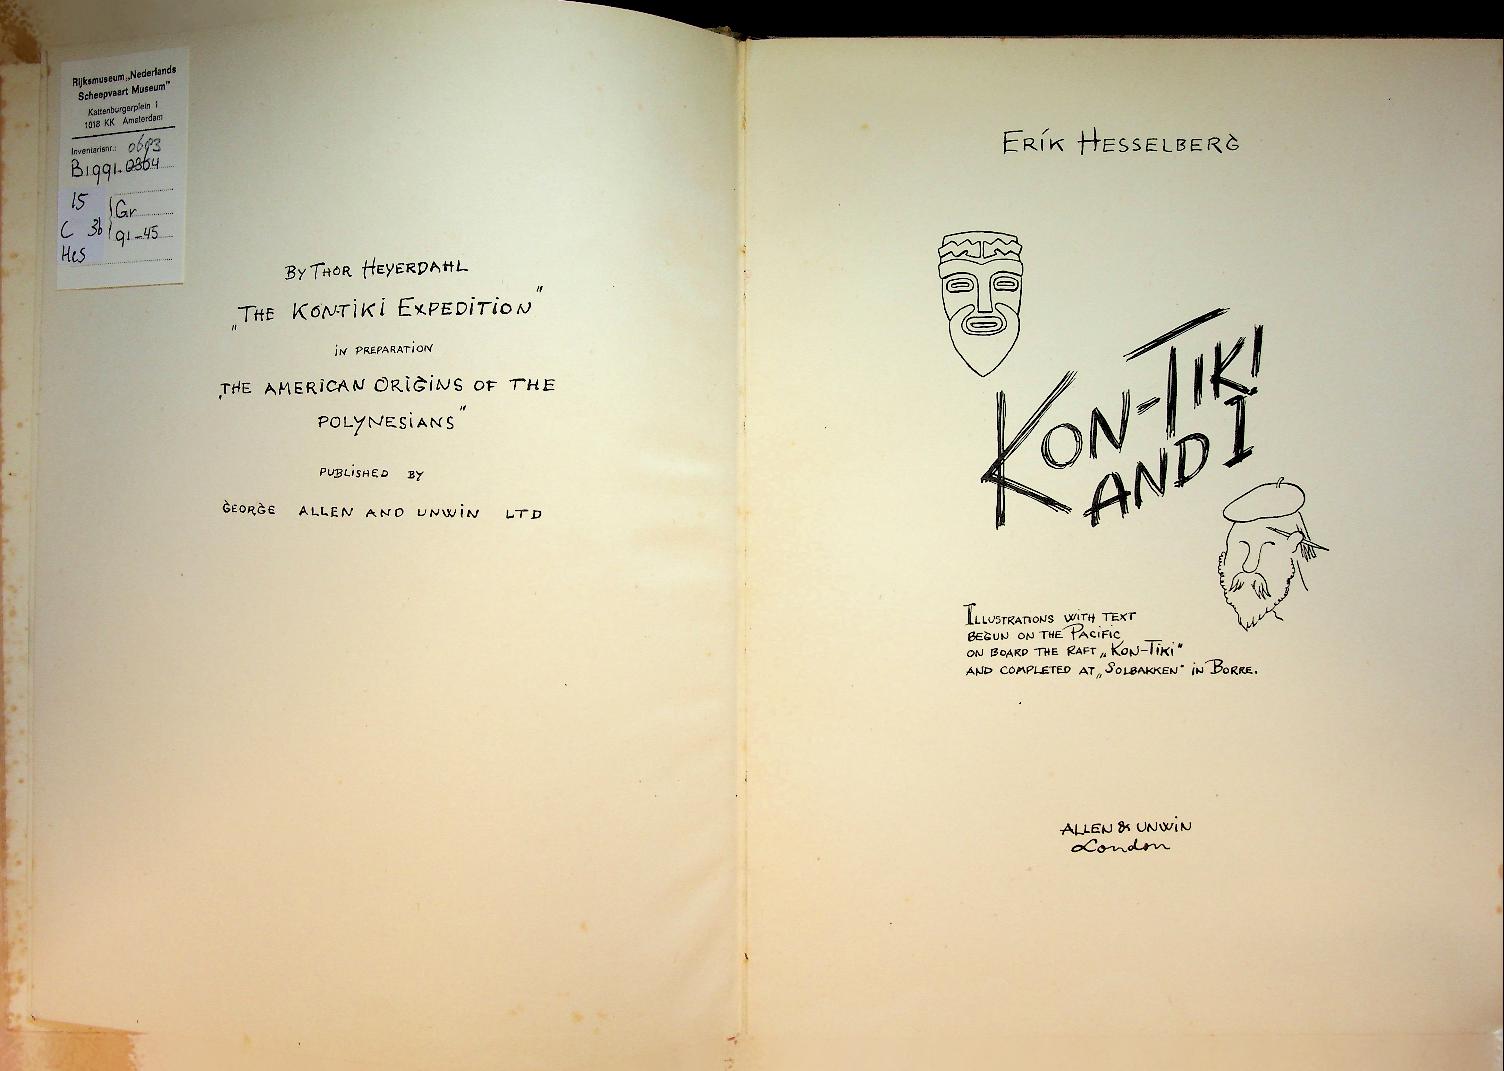 Rijksmuseum „Nederlands
Scheepvaart Museum"
Kattenburgerplein 1
1018 KK Amsterdam
Inventarisnr.: 0693
B1991-0364
15
Gr
C 3b
91-45
Hes
BY THOR HEYERDAHL
„THE KON-TIKI EXPEDITION"
IN PREPARATION
„THE AMERICAN ORIGINS OF THE
POLYNESIANS"
PUBLISHED BY
GEORGE ALLEN AND UNWIN LTD
ERIK HESSELBERG
KON-TIKI
AND I
ILLUSTRATIONS WITH TEXT
BEGUN ON THE PACIFIC
ON BOARD THE RAFT „KON-TIKI"
AND COMPLETED AT „SOLBAKKEN" IN BORRE.
ALLEN & UNWIN
London